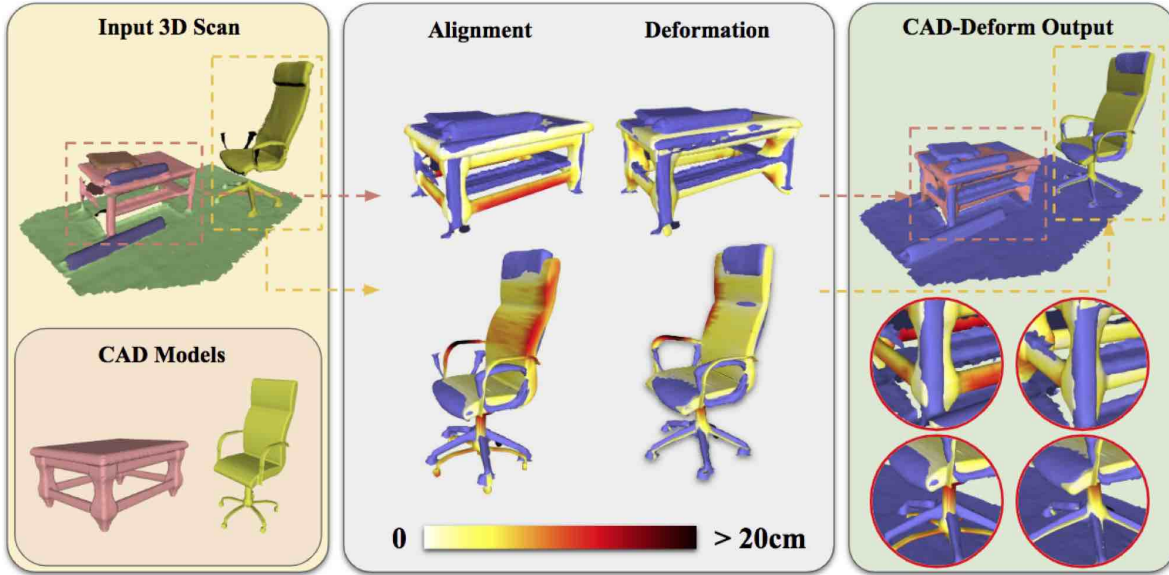 Input 3D Scan
Alignment
Deformation
CAD-Deform Output
CAD Models
0
> 20cm